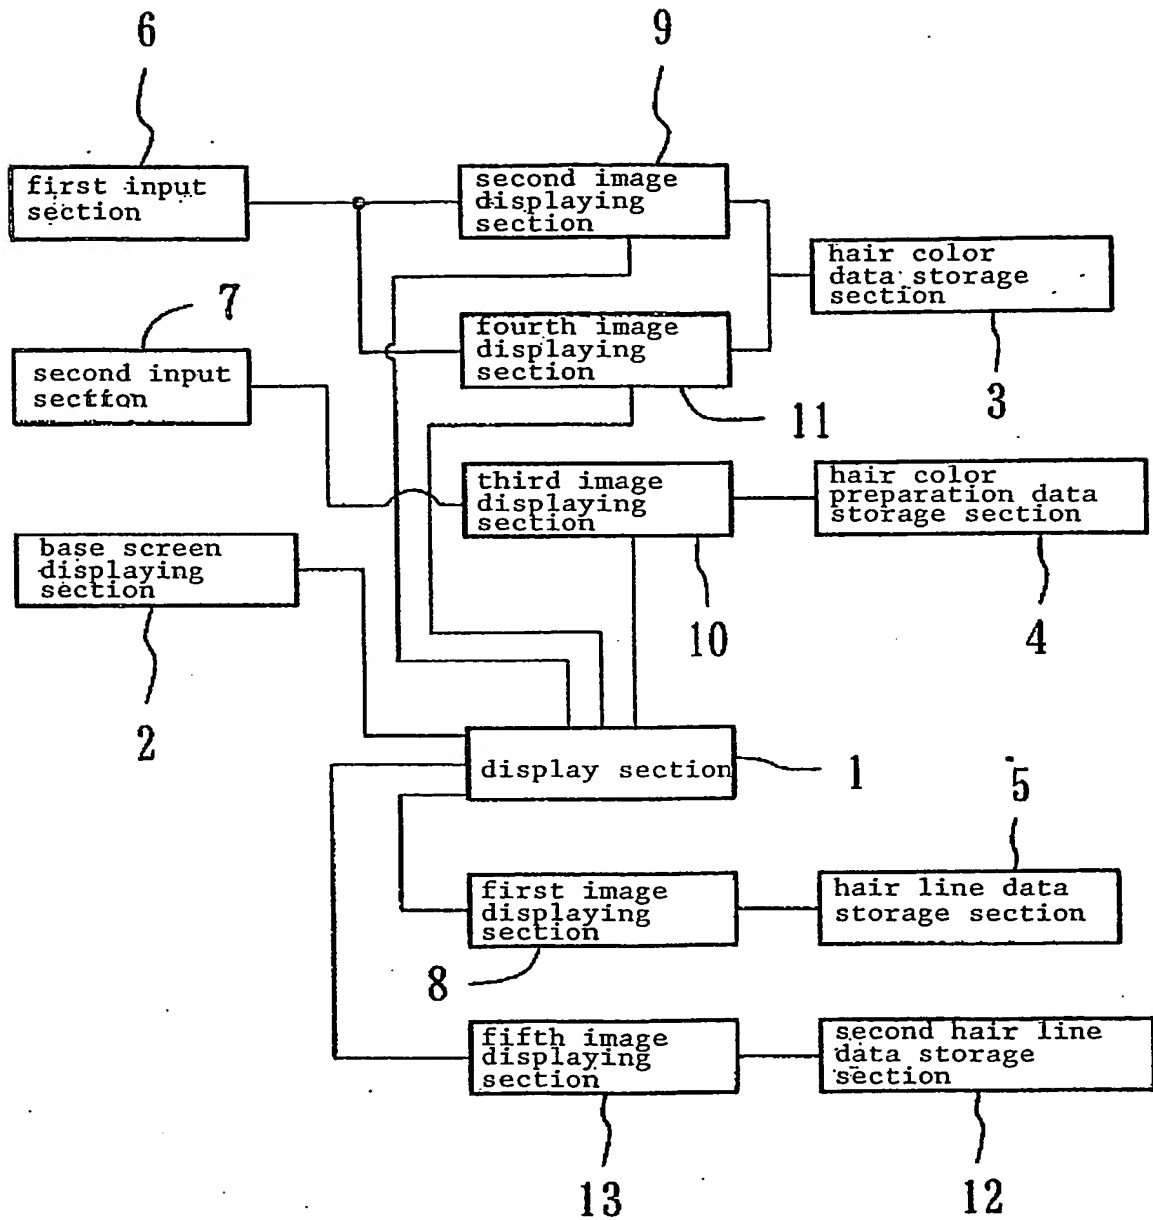 6
9
first input
section
second image
displaying
section
hair color
data storage
section
7
fourth image
displaying
section
second input
section
3
11
third image
displaying
section
hair color
preparation data
storage section
base screen
displaying
section
10
4
2
display section
1
5
first image
displaying
section
hair line data
storage section
8
fifth image
displaying
section
second hair line
data storage
section
13
12